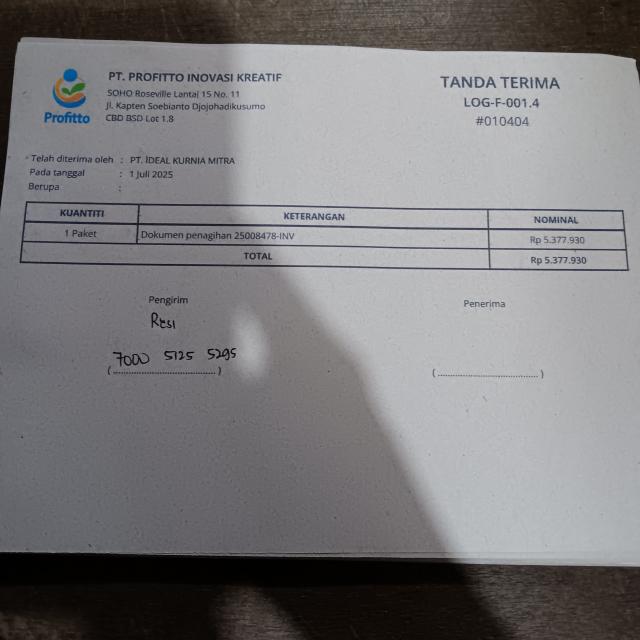 Profitto
PT. PROFITTO INOVASI KREATIF
SOHO Roseville Lantai 15 No. 11
Jl. Kapten Soebianto Djojohadikusumo
CBD BSD Lot 1.8
TANDA TERIMA
LOG-F-001.4
#010404
Telah diterima oleh : PT. IDEAL KURNIA MITRA
Pada tanggal : 1 Juli 2025
Berupa :
KUANTITI KETERANGAN NOMINAL
1 Paket Dokumen penagihan 25008478-INV Rp 5.377.930
TOTAL Rp 5.377.930
Pengirim Penerima
Resi
7000 5125 5295
(................................) (................................)